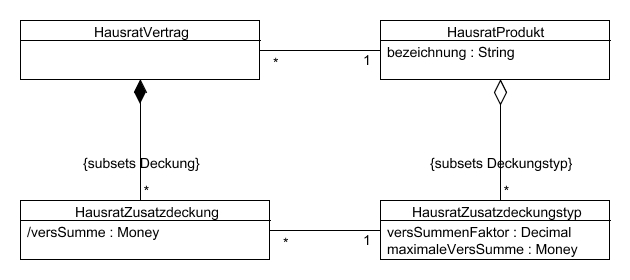 HausratVertrag
HausratProdukt
bezeichnung : String
*
1
{subsets Deckung}
{subsets Deckungstyp}
*
*
HausratZusatzdeckung
HausratZusatzdeckungstyp
/versSumme : Money
versSummenFaktor : Decimal
*
1
maximaleVersSumme : Money